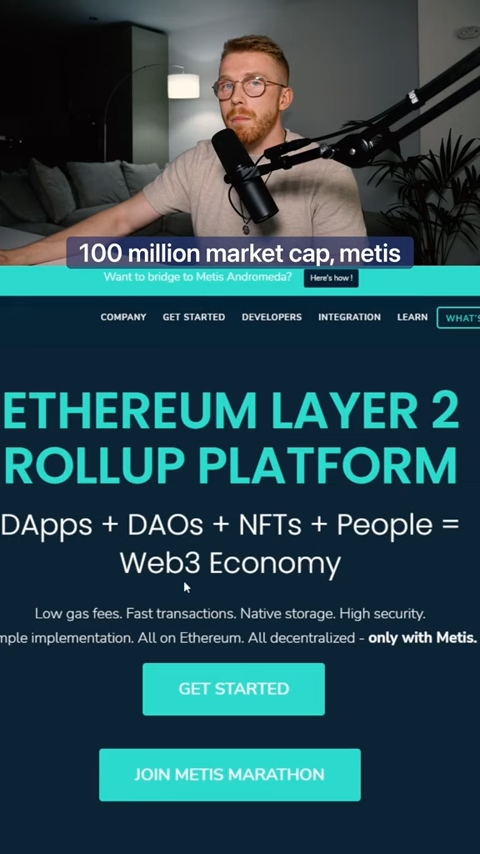 100 million market cap, metis
Want to bridge to Metis Andromeda? Here's how !
COMPANY GET STARTED DEVELOPERS INTEGRATION LEARN WHAT'S
ETHEREUM LAYER 2
ROLLUP PLATFORM
DApps + DAOs + NFTs + People =
Web3 Economy
Low gas fees. Fast transactions. Native storage. High security.
mple implementation. All on Ethereum. All decentralized - only with Metis.
GET STARTED
JOIN METIS MARATHON